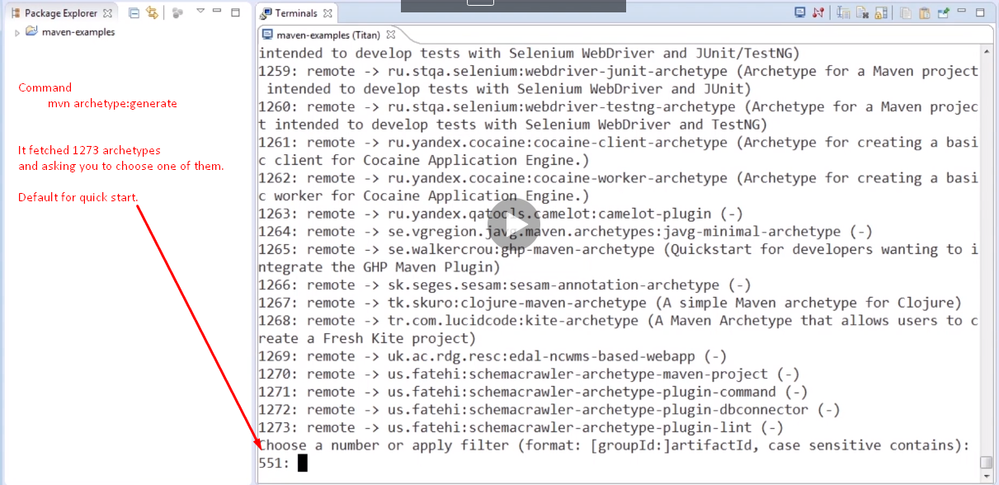 Package Explorer
maven-examples
Command
mvn archetype:generate
It fetched 1273 archetypes
and asking you to choose one of them.
Default for quick start.
Terminals
maven-examples (Titan)
intended to develop tests with Selenium WebDriver and JUnit/TestNG)
1259: remote -> ru.stqa.selenium:webdriver-junit-archetype (Archetype for a Maven project
intended to develop tests with Selenium WebDriver and JUnit)
1260: remote -> ru.stqa.selenium:webdriver-testng-archetype (Archetype for a Maven projec
t intended to develop tests with Selenium WebDriver and TestNG)
1261: remote -> ru.yandex.cocaine:cocaine-client-archetype (Archetype for creating a basi
c client for Cocaine Application Engine.)
1262: remote -> ru.yandex.cocaine:cocaine-worker-archetype (Archetype for creating a basi
c worker for Cocaine Application Engine.)
1263: remote -> ru.yandex.qatools.camelot:camelot-plugin (-)
1264: remote -> se.vgregion.javg.maven.archetypes:javg-minimal-archetype (-)
1265: remote -> se.walkercrou:ghp-maven-archetype (Quickstart for developers wanting to i
ntegrate the GHP Maven Plugin)
1266: remote -> sk.seges.sesam:sesam-annotation-archetype (-)
1267: remote -> tk.skuro:clojure-maven-archetype (A simple Maven archetype for Clojure)
1268: remote -> tr.com.lucidcode:kite-archetype (A Maven Archetype that allows users to c
reate a Fresh Kite project)
1269: remote -> uk.ac.rdg.resc:edal-ncwms-based-webapp (-)
1270: remote -> us.fatehi:schemacrawler-archetype-maven-project (-)
1271: remote -> us.fatehi:schemacrawler-archetype-plugin-command (-)
1272: remote -> us.fatehi:schemacrawler-archetype-plugin-dbconnector (-)
1273: remote -> us.fatehi:schemacrawler-archetype-plugin-lint (-)
Choose a number or apply filter (format: [groupId:]artifactId, case sensitive contains):
551: